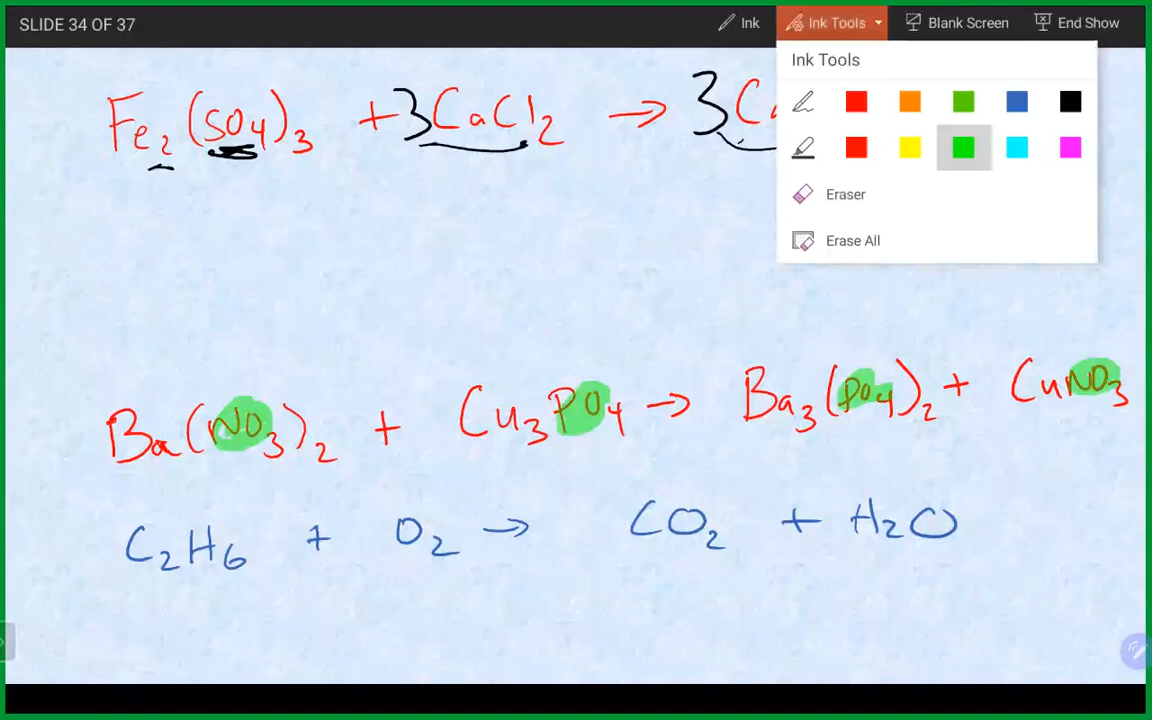 SLIDE 34 OF 37 Ink Ink Tools Blank Screen End Show
Ink Tools
Fe2(SO4)3 + 3CaCl2 → 3Ca
Eraser
Erase All
Ba(NO3)2 + Cu3PO4 → Ba3(PO4)2 + CuNO3
C2H6 + O2 → CO2 + H2O